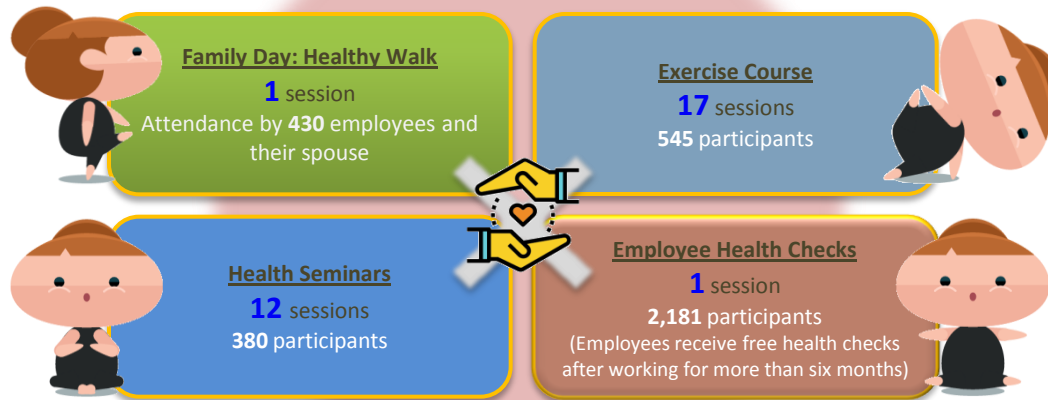 Family Day: Healthy Walk
1 session
Attendance by 430 employees and
their spouse
Exercise Course
17 sessions
545 participants
Health Seminars
12 sessions
380 participants
Employee Health Checks
1 session
2,181 participants
(Employees receive free health checks
after working for more than six months)